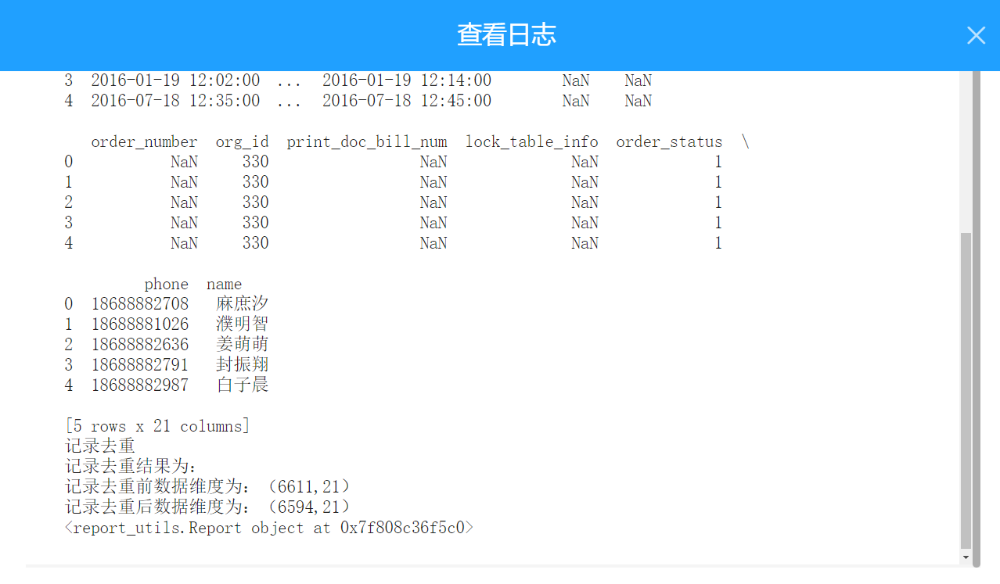 查看日志
3 2016-01-19 12:02:00 ... 2016-01-19 12:14:00 NaN NaN
4 2016-07-18 12:35:00 ... 2016-07-18 12:45:00 NaN NaN
order_number org_id print_doc_bill_num lock_table_info order_status \
0 NaN 330 NaN NaN 1
1 NaN 330 NaN NaN 1
2 NaN 330 NaN NaN 1
3 NaN 330 NaN NaN 1
4 NaN 330 NaN NaN 1
phone name
0 18688882708 麻庶汐
1 18688881026 濮明智
2 18688882636 姜萌萌
3 18688882791 封振翔
4 18688882987 白子晨
[5 rows x 21 columns]
记录去重
记录去重结果为：
记录去重前数据维度为：（6611,21）
记录去重后数据维度为：（6594,21）
<report_utils.Report object at 0x7f808c36f5c0>